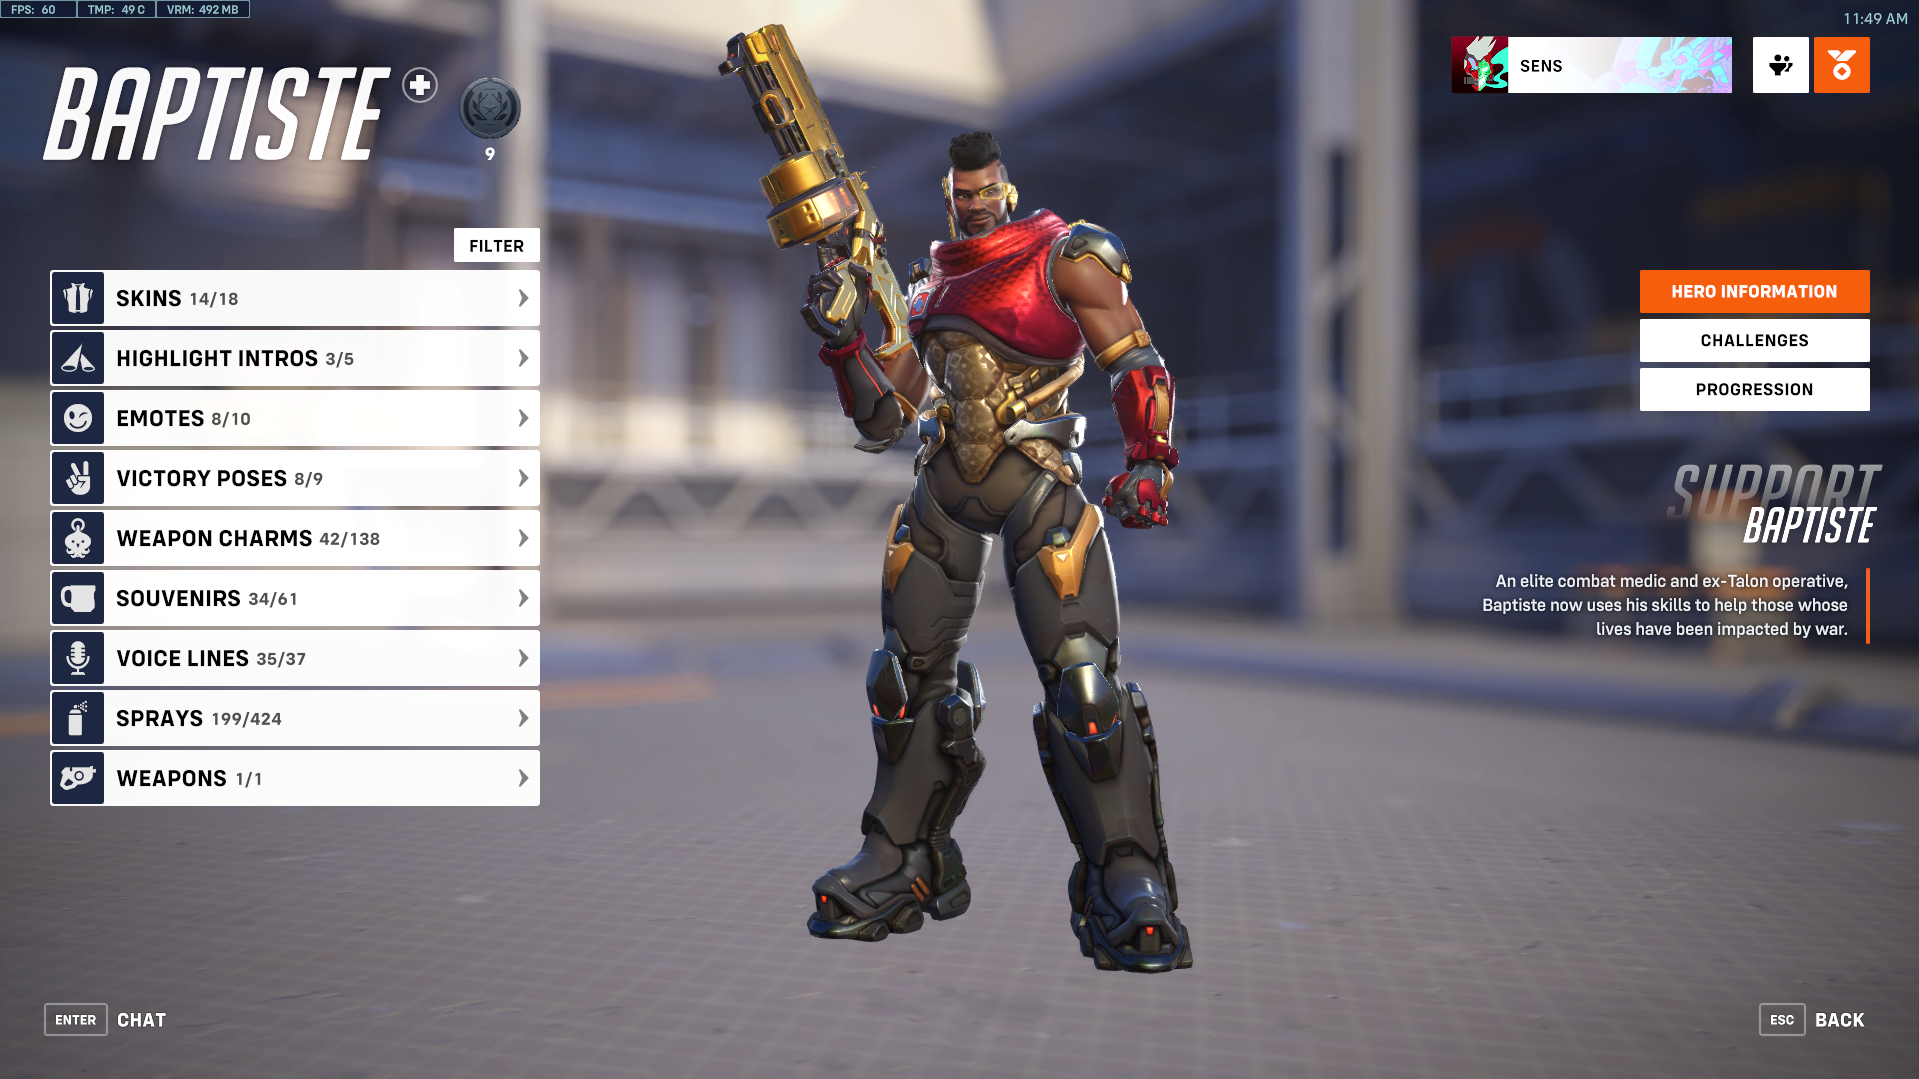 FPS: 60 TMP: 49 C VRM: 492 MB
11:49 AM
BAPTISTE
9
SENS
FILTER
SKINS 14/18
HIGHLIGHT INTROS 3/5
EMOTES 8/10
VICTORY POSES 8/9
WEAPON CHARMS 42/138
SOUVENIRS 34/61
VOICE LINES 35/37
SPRAYS 199/424
WEAPONS 1/1
HERO INFORMATION
CHALLENGES
PROGRESSION
SUPPORT
BAPTISTE
An elite combat medic and ex-Talon operative,
Baptiste now uses his skills to help those whose
lives have been impacted by war.
ENTER CHAT
ESC BACK